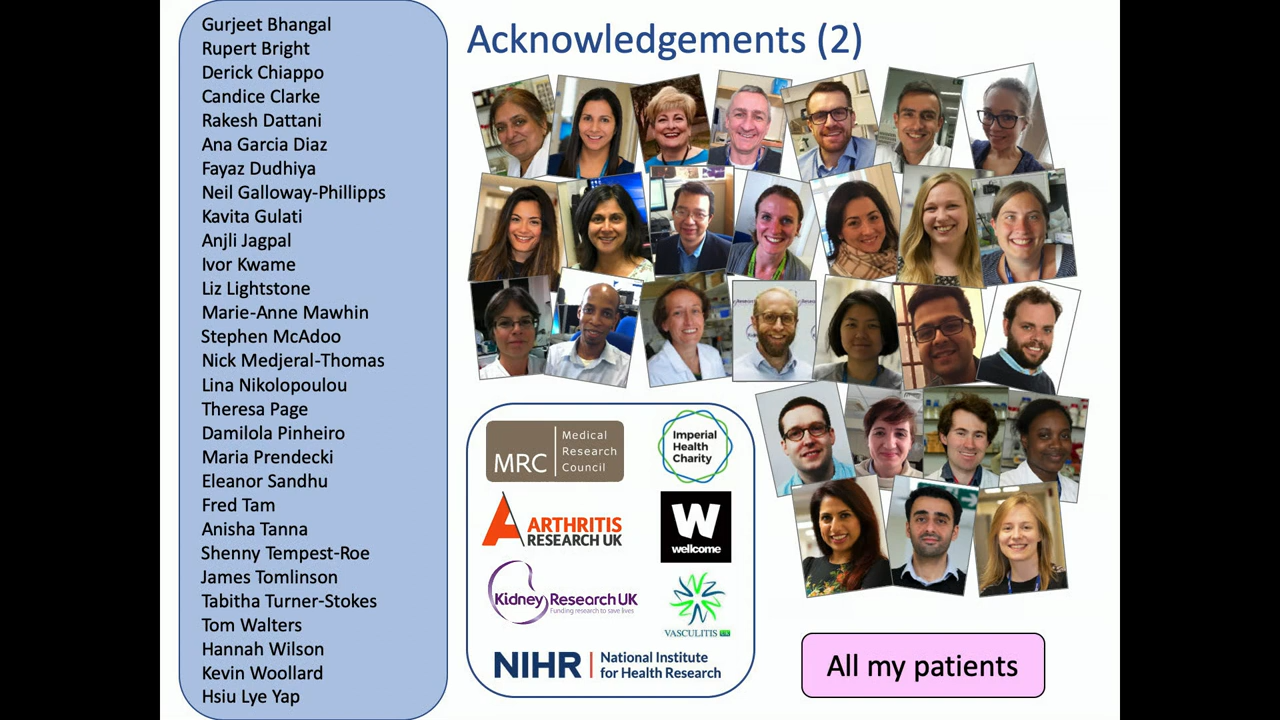 Gurjeet Bhangal
Rupert Bright
Derick Chiappo
Candice Clarke
Rakesh Dattani
Ana Garcia Diaz
Fayaz Dudhiya
Neil Galloway-Phillipps
Kavita Gulati
Anjli Jagpal
Ivor Kwame
Liz Lightstone
Marie-Anne Mawhin
Stephen McAdoo
Nick Medjeral-Thomas
Lina Nikolopoulou
Theresa Page
Damilola Pinheiro
Maria Prendecki
Eleanor Sandhu
Fred Tam
Anisha Tanna
Shenny Tempest-Roe
James Tomlinson
Tabitha Turner-Stokes
Tom Walters
Hannah Wilson
Kevin Woollard
Hsiu Lye Yap
Acknowledgements (2)
MRC
Medical
Research
Council
Imperial
Health
Charity
ARTHRITIS
RESEARCH UK
W
wellcome
Kidney Research UK
Funding research to save lives
VASCULITIS UK
NIHR
National Institute
for Health Research
All my patients